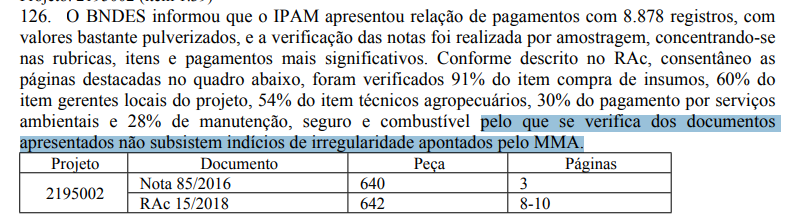 126. O BNDES informou que o IPAM apresentou relação de pagamentos com 8.878 registros, com
valores bastante pulverizados, e a verificação das notas foi realizada por amostragem, concentrando-se
nas rubricas, itens e pagamentos mais significativos. Conforme descrito no RAc, consentâneo as
páginas destacadas no quadro abaixo, foram verificados 91% do item compra de insumos, 60% do
item gerentes locais do projeto, 54% do item técnicos agropecuários, 30% do pagamento por serviços
ambientais e 28% de manutenção, seguro e combustível pelo que se verifica dos documentos
apresentados não subsistem indícios de irregularidade apontados pelo MMA.
Projeto Documento Peça Páginas
2195002 Nota 85/2016 640 3
RAc 15/2018 642 8-10